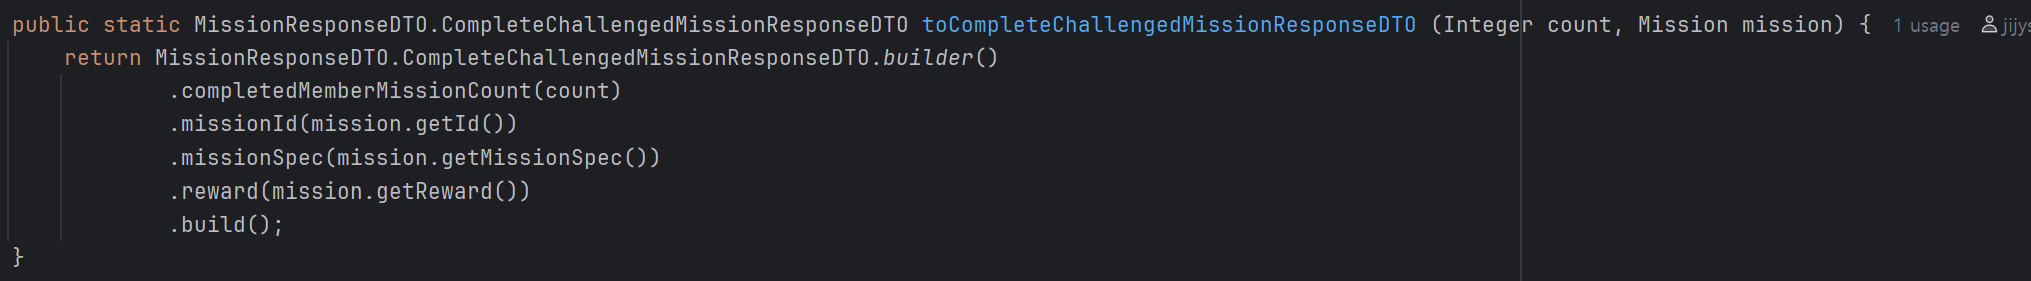 public static MissionResponseDTO.CompleteChallengedMissionResponseDTO toCompleteChallengedMissionResponseDTO (Integer count, Mission mission) { 1 usage jijys
    return MissionResponseDTO.CompleteChallengedMissionResponseDTO.builder()
            .completedMemberMissionCount(count)
            .missionId(mission.getId())
            .missionSpec(mission.getMissionSpec())
            .reward(mission.getReward())
            .build();
}